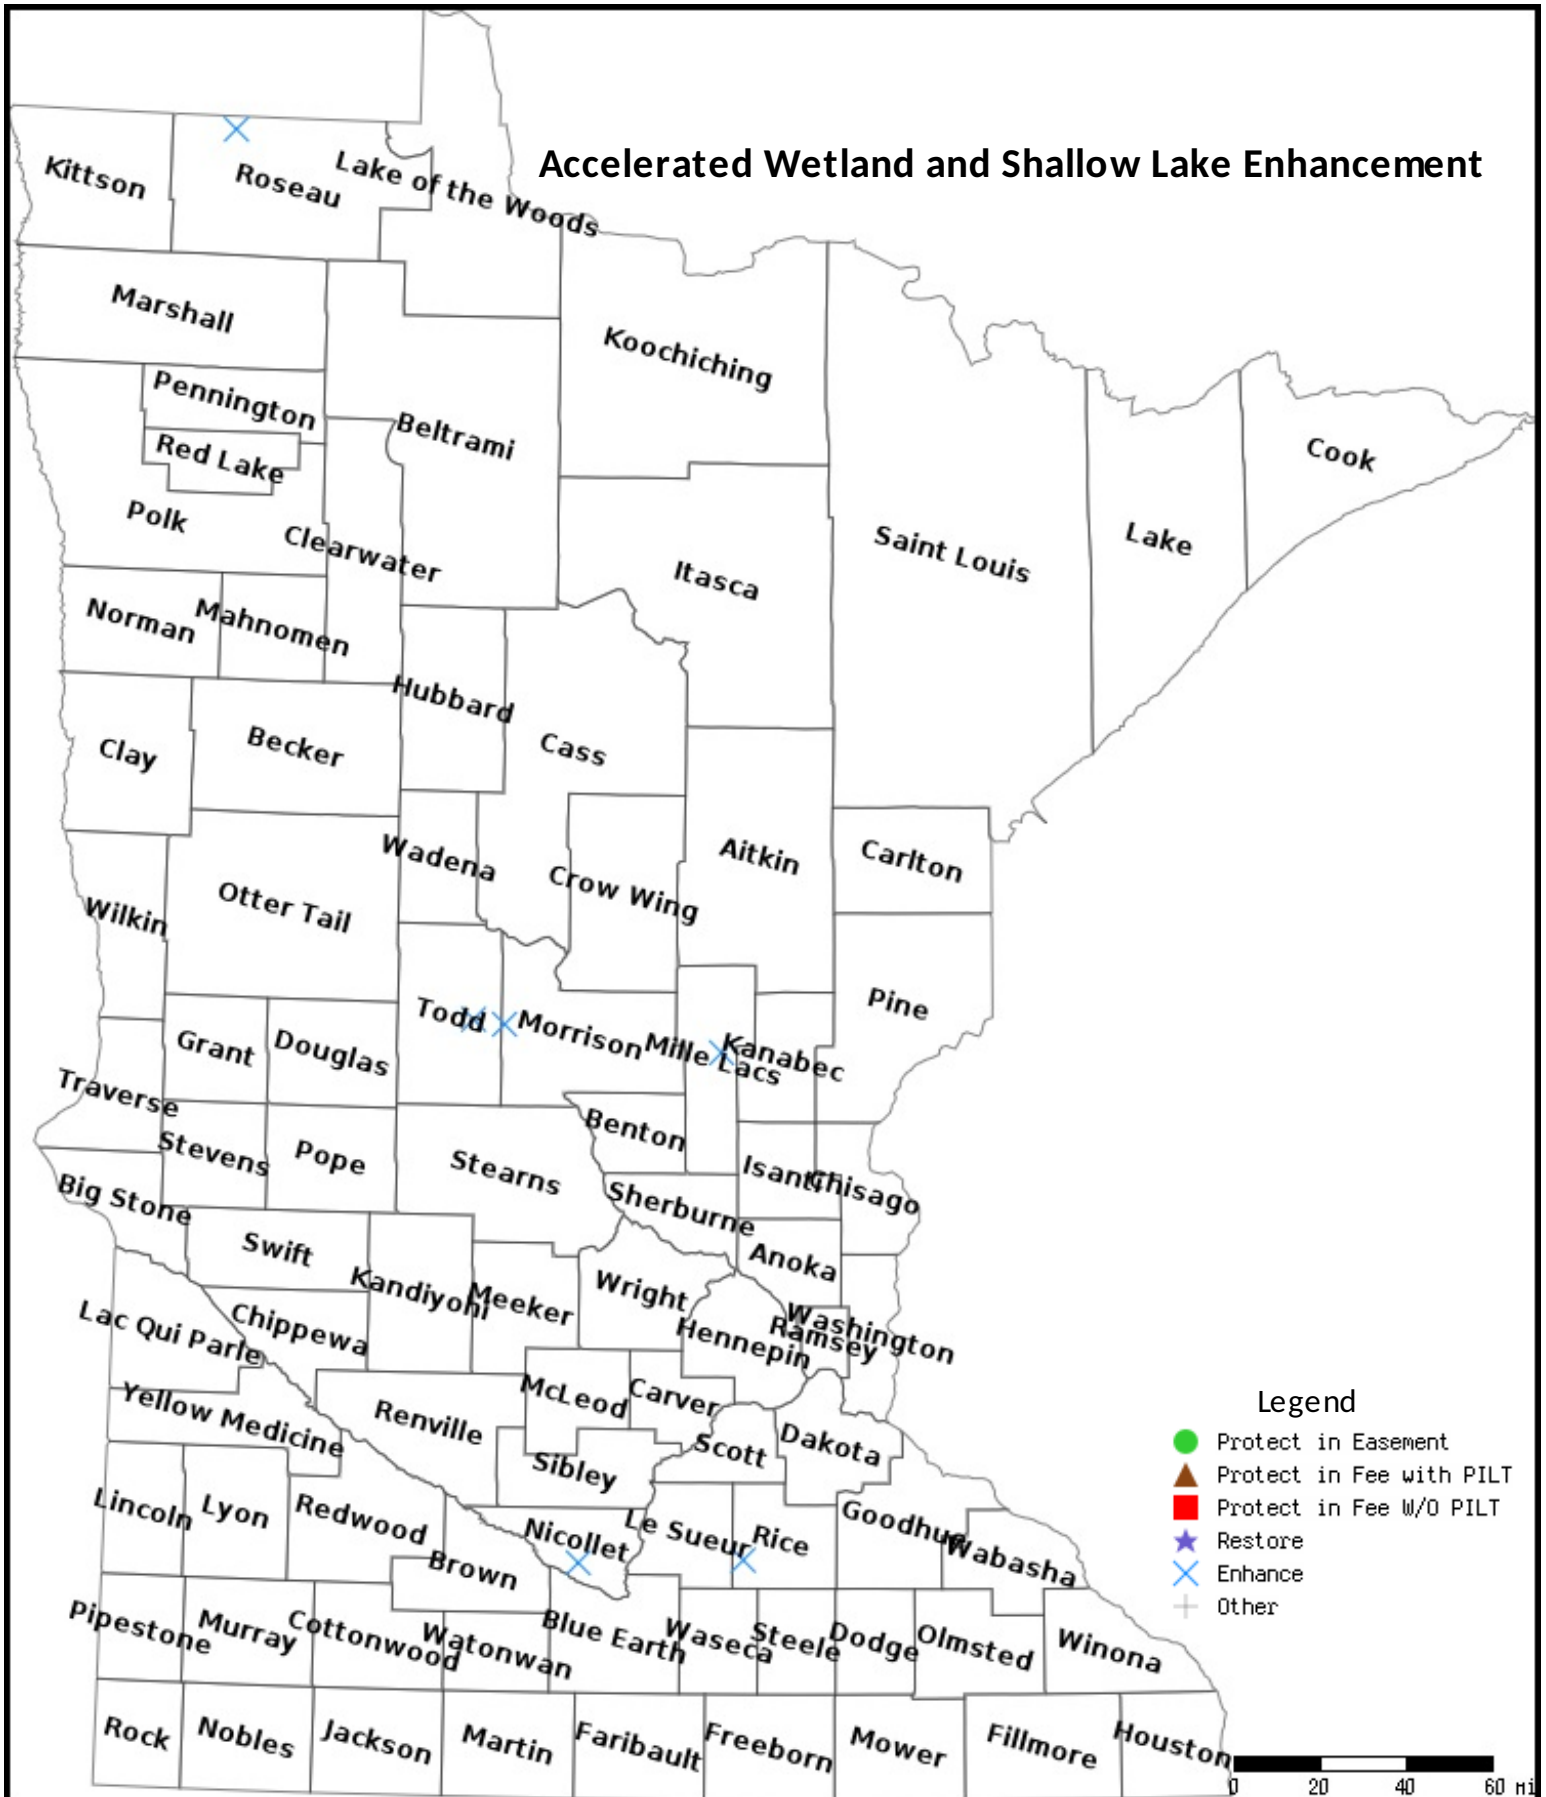 Accelerated Wetland and Shallow Lake Enhancement
Kittson
Roseau
Lake of the Woods
Marshall
Koochiching
Pennington
Beltrami
Red Lake
Cook
Polk
Clearwater
Saint Louis
Lake
Itasca
Norman
Mahnomen
Hubbard
Clay
Becker
Cass
Wadena
Aitkin
Carlton
Otter Tail
Crow Wing
Wilkin
Todd
Morrison
Pine
Grant
Douglas
Mille Lacs
Kanabec
Traverse
Stevens
Pope
Stearns
Benton
Isanti
Chisago
Big Stone
Sherburne
Swift
Anoka
Kandiyohi
Meeker
Wright
Washington
Ramsey
Hennepin
Lac Qui Parle
Chippewa
McLeod
Carver
Yellow Medicine
Renville
Scott
Dakota
Sibley
Lincoln
Lyon
Redwood
Nicollet
Le Sueur
Rice
Goodhue
Wabasha
Brown
Pipestone
Murray
Cottonwood
Watonwan
Blue Earth
Waseca
Steele
Dodge
Olmsted
Winona
Rock
Nobles
Jackson
Martin
Faribault
Freeborn
Mower
Fillmore
Houston
Legend
Protect in Easement
Protect in Fee with PILT
Protect in Fee W/O PILT
Restore
Enhance
Other
0 20 40 60 mi